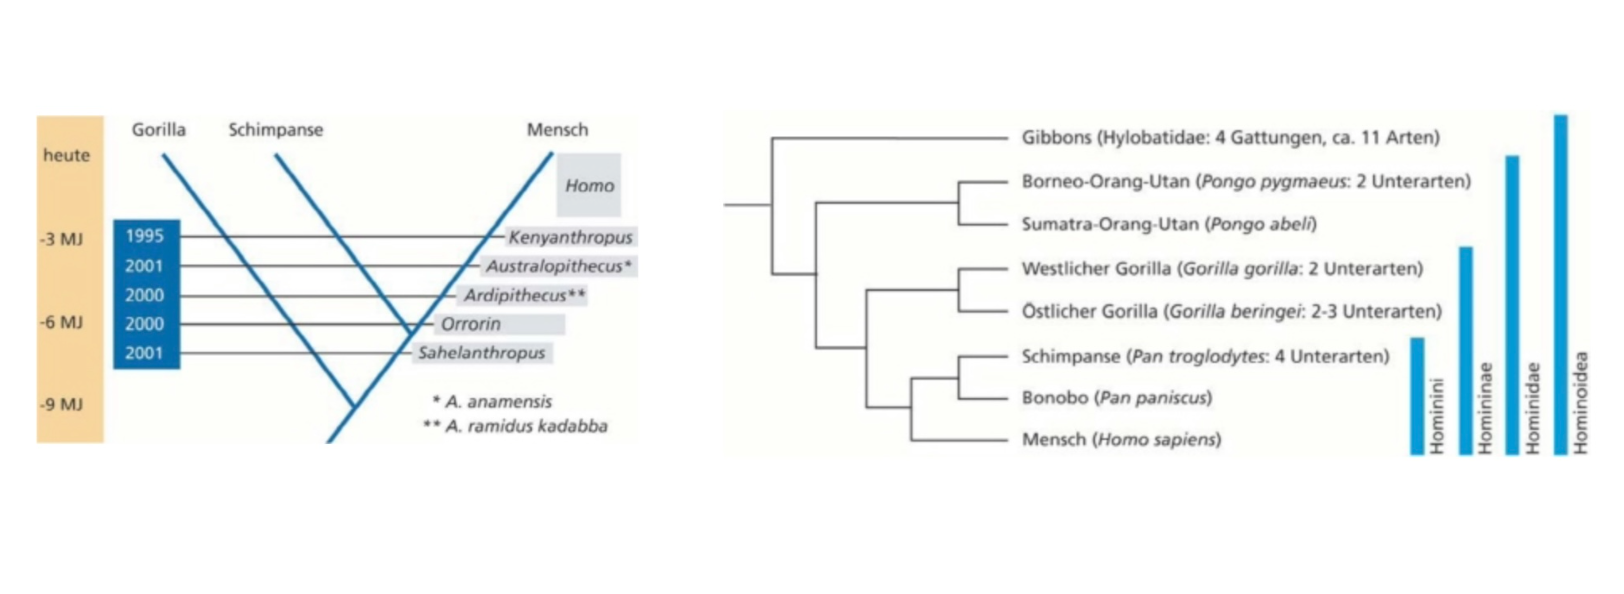 Gorilla Schimpanse Mensch
heute
Homo
-3 MJ 1995 Kenyanthropus
2001 Australopithecus*
2000 Ardipithecus**
-6 MJ 2000 Orrorin
2001 Sahelanthropus
-9 MJ * A. anamensis
** A. ramidus kadabba
Gibbons (Hylobatidae: 4 Gattungen, ca. 11 Arten)
Borneo-Orang-Utan (Pongo pygmaeus: 2 Unterarten)
Sumatra-Orang-Utan (Pongo abeli)
Westlicher Gorilla (Gorilla gorilla: 2 Unterarten)
Östlicher Gorilla (Gorilla beringei: 2-3 Unterarten)
Schimpanse (Pan troglodytes: 4 Unterarten)
Bonobo (Pan paniscus)
Mensch (Homo sapiens)
Hominini
Homininae
Hominidae
Hominoidea